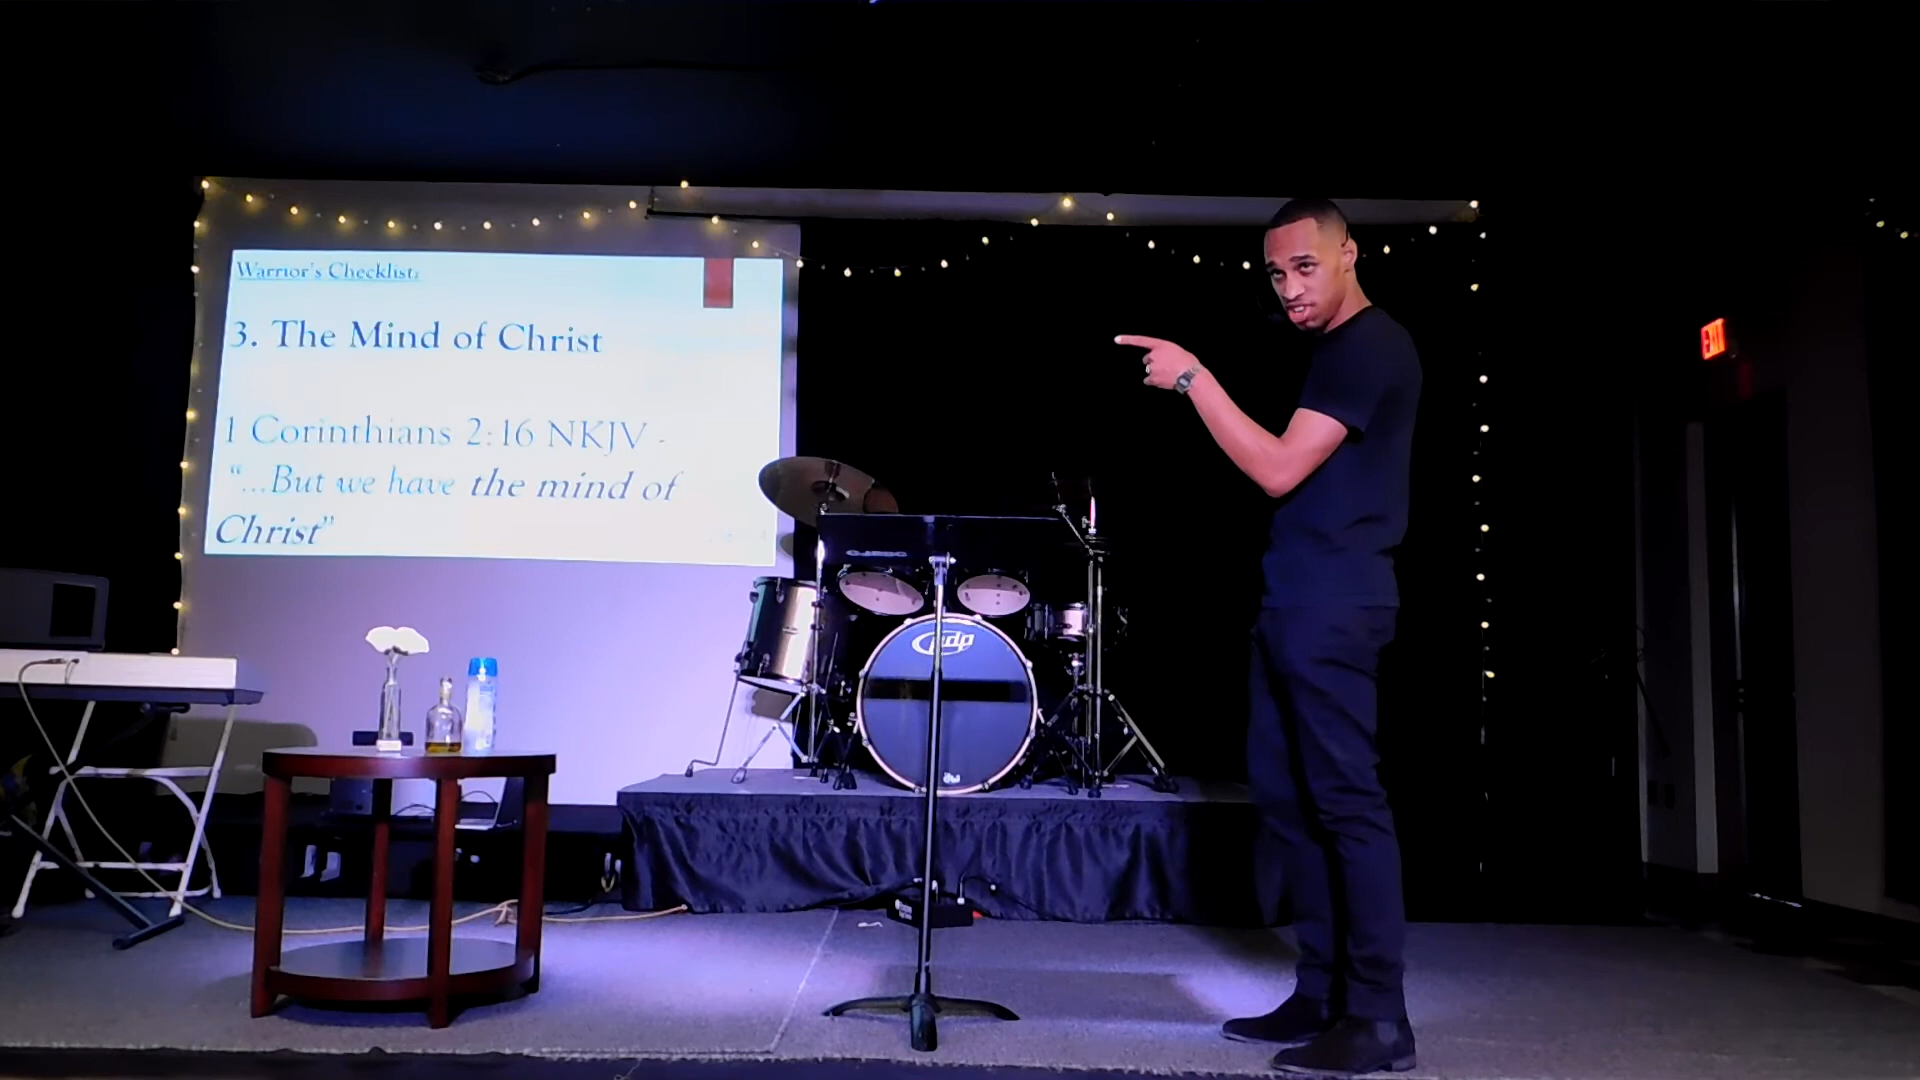 Warrior's Checklist:
3. The Mind of Christ
1 Corinthians 2:16 NKJV -
“...But we have the mind of
Christ”
EXIT
pdp